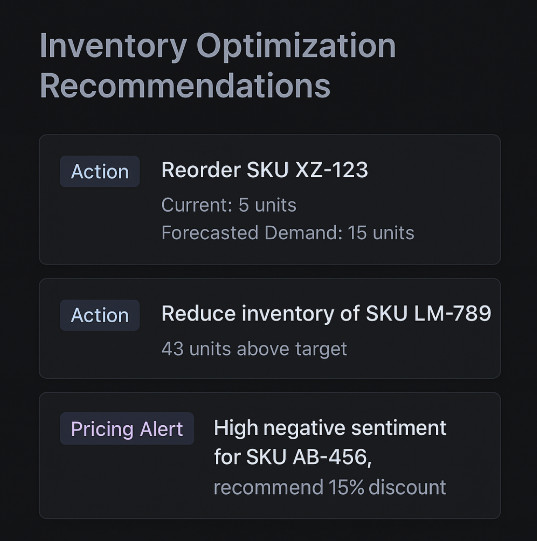 Inventory Optimization
Recommendations
Action
Reorder SKU XZ-123
Current: 5 units
Forecasted Demand: 15 units
Action
Reduce inventory of SKU LM-789
43 units above target
Pricing Alert
High negative sentiment
for SKU AB-456,
recommend 15% discount